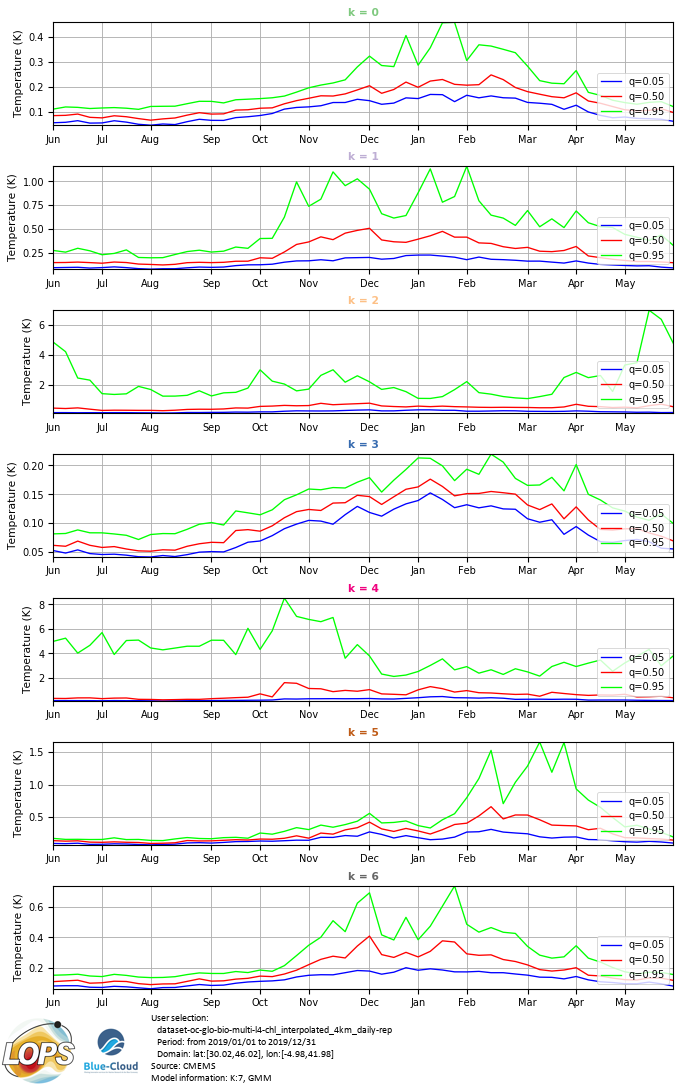 k = 0
Temperature (K)
0.4
0.3
0.2
0.1
q=0.05
q=0.50
q=0.95
Jun Jul Aug Sep Oct Nov Dec Jan Feb Mar Apr May
k = 1
Temperature (K)
1.00
0.75
0.50
0.25
q=0.05
q=0.50
q=0.95
Jun Jul Aug Sep Oct Nov Dec Jan Feb Mar Apr May
k = 2
Temperature (K)
6
4
2
q=0.05
q=0.50
q=0.95
Jun Jul Aug Sep Oct Nov Dec Jan Feb Mar Apr May
k = 3
Temperature (K)
0.20
0.15
0.10
0.05
q=0.05
q=0.50
q=0.95
Jun Jul Aug Sep Oct Nov Dec Jan Feb Mar Apr May
k = 4
Temperature (K)
8
6
4
2
q=0.05
q=0.50
q=0.95
Jun Jul Aug Sep Oct Nov Dec Jan Feb Mar Apr May
k = 5
Temperature (K)
1.5
1.0
0.5
q=0.05
q=0.50
q=0.95
Jun Jul Aug Sep Oct Nov Dec Jan Feb Mar Apr May
k = 6
Temperature (K)
0.6
0.4
0.2
q=0.05
q=0.50
q=0.95
Jun Jul Aug Sep Oct Nov Dec Jan Feb Mar Apr May
LOPS
Blue-Cloud
User selection:
dataset-oc-glo-bio-multi-l4-chl_interpolated_4km_daily-rep
Period: from 2019/01/01 to 2019/12/31
Domain: lat:[30.02,46.02], lon:[-4.98,41.98]
Source: CMEMS
Model information: K:7, GMM